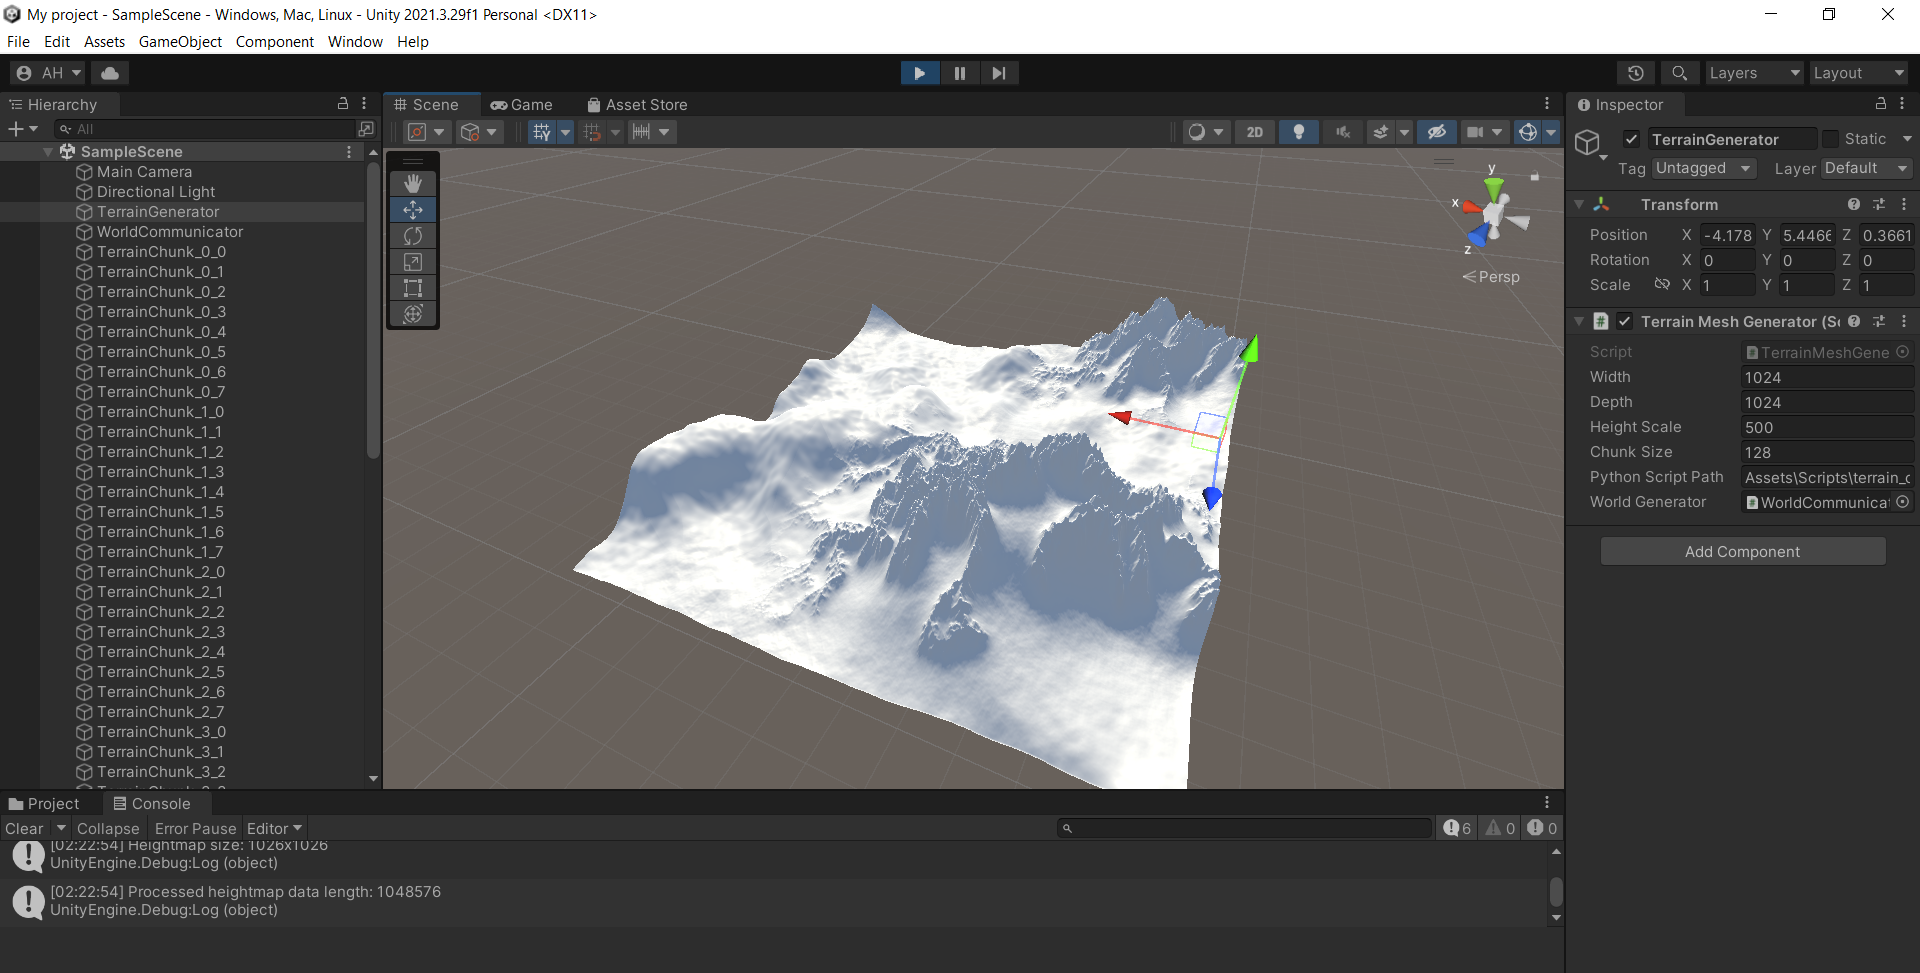 My project - SampleScene - Windows, Mac, Linux - Unity 2021.3.29f1 Personal <DX11>
File Edit Assets GameObject Component Window Help
AH Layers Layout
Hierarchy
All
SampleScene
Main Camera
Directional Light
TerrainGenerator
WorldCommunicator
TerrainChunk_0_0
TerrainChunk_0_1
TerrainChunk_0_2
TerrainChunk_0_3
TerrainChunk_0_4
TerrainChunk_0_5
TerrainChunk_0_6
TerrainChunk_0_7
TerrainChunk_1_0
TerrainChunk_1_1
TerrainChunk_1_2
TerrainChunk_1_3
TerrainChunk_1_4
TerrainChunk_1_5
TerrainChunk_1_6
TerrainChunk_1_7
TerrainChunk_2_0
TerrainChunk_2_1
TerrainChunk_2_2
TerrainChunk_2_3
TerrainChunk_2_4
TerrainChunk_2_5
TerrainChunk_2_6
TerrainChunk_2_7
TerrainChunk_3_0
TerrainChunk_3_1
TerrainChunk_3_2
Scene Game Asset Store
2D
y
x
z
Persp
Inspector
TerrainGenerator Static
Tag Untagged Layer Default
Transform
Position X -4.178 Y 5.4466 Z 0.3661
Rotation X 0 Y 0 Z 0
Scale X 1 Y 1 Z 1
Terrain Mesh Generator (Sc
Script TerrainMeshGene
Width 1024
Depth 1024
Height Scale 500
Chunk Size 128
Python Script Path Assets\Scripts\terrain_c
World Generator WorldCommunicat
Add Component
Project Console
Clear Collapse Error Pause Editor 6 0 0
[02:22:54] Heightmap size: 1026x1026
UnityEngine.Debug:Log (object)
[02:22:54] Processed heightmap data length: 1048576
UnityEngine.Debug:Log (object)